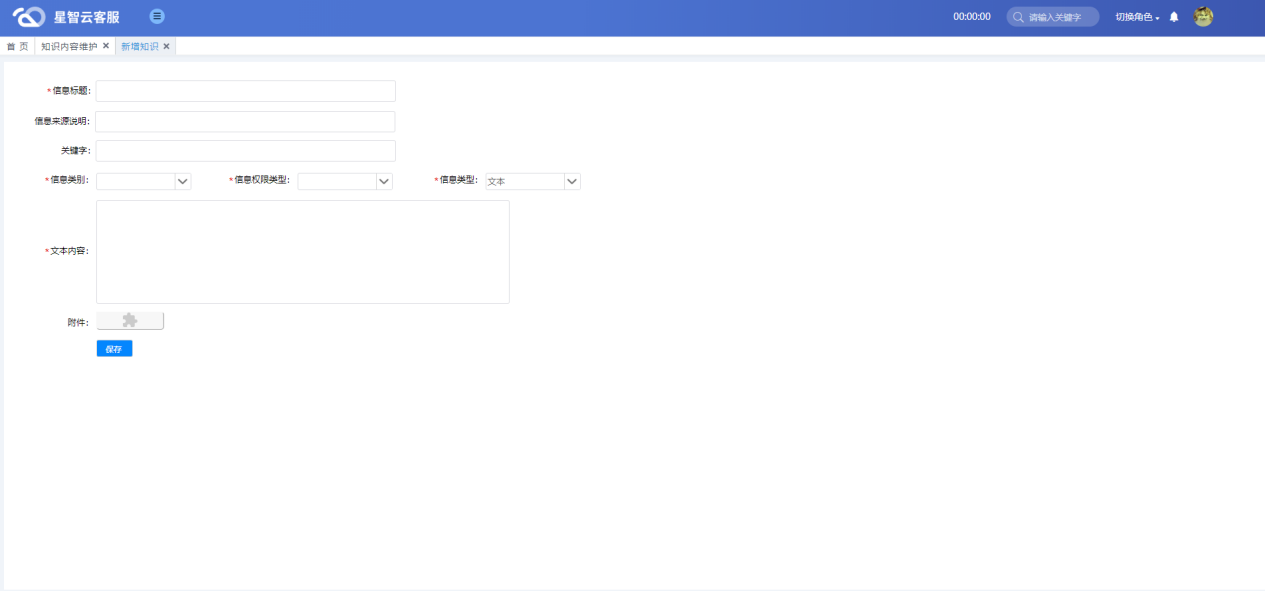 星智云客服 00:00:00 请输入关键字 切换角色
首 页 知识内容维护 新增知识
*信息标题:
信息来源说明:
关键字:
*信息类别: *信息权限类型: *信息类型: 文本
*文本内容:
附件:
保存